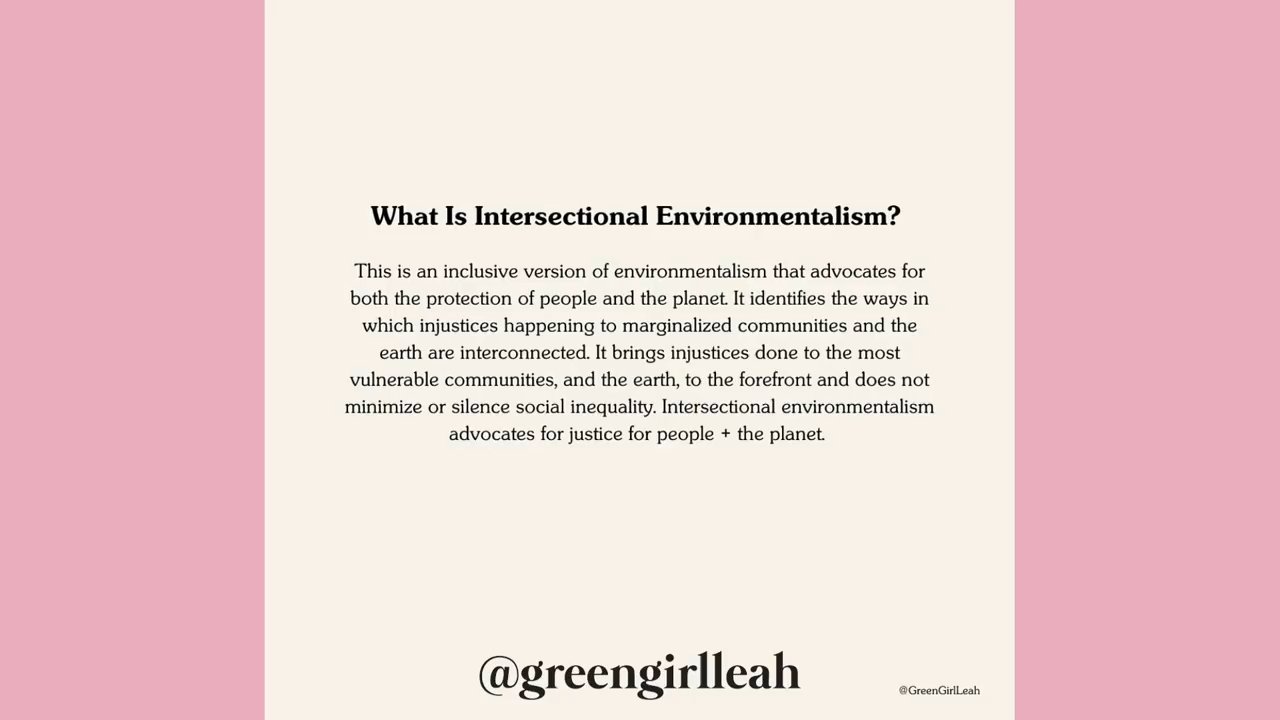 What Is Intersectional Environmentalism?
This is an inclusive version of environmentalism that advocates for
both the protection of people and the planet. It identifies the ways in
which injustices happening to marginalized communities and the
earth are interconnected. It brings injustices done to the most
vulnerable communities, and the earth, to the forefront and does not
minimize or silence social inequality. Intersectional environmentalism
advocates for justice for people + the planet.
@greengirlleah
@GreenGirlLeah